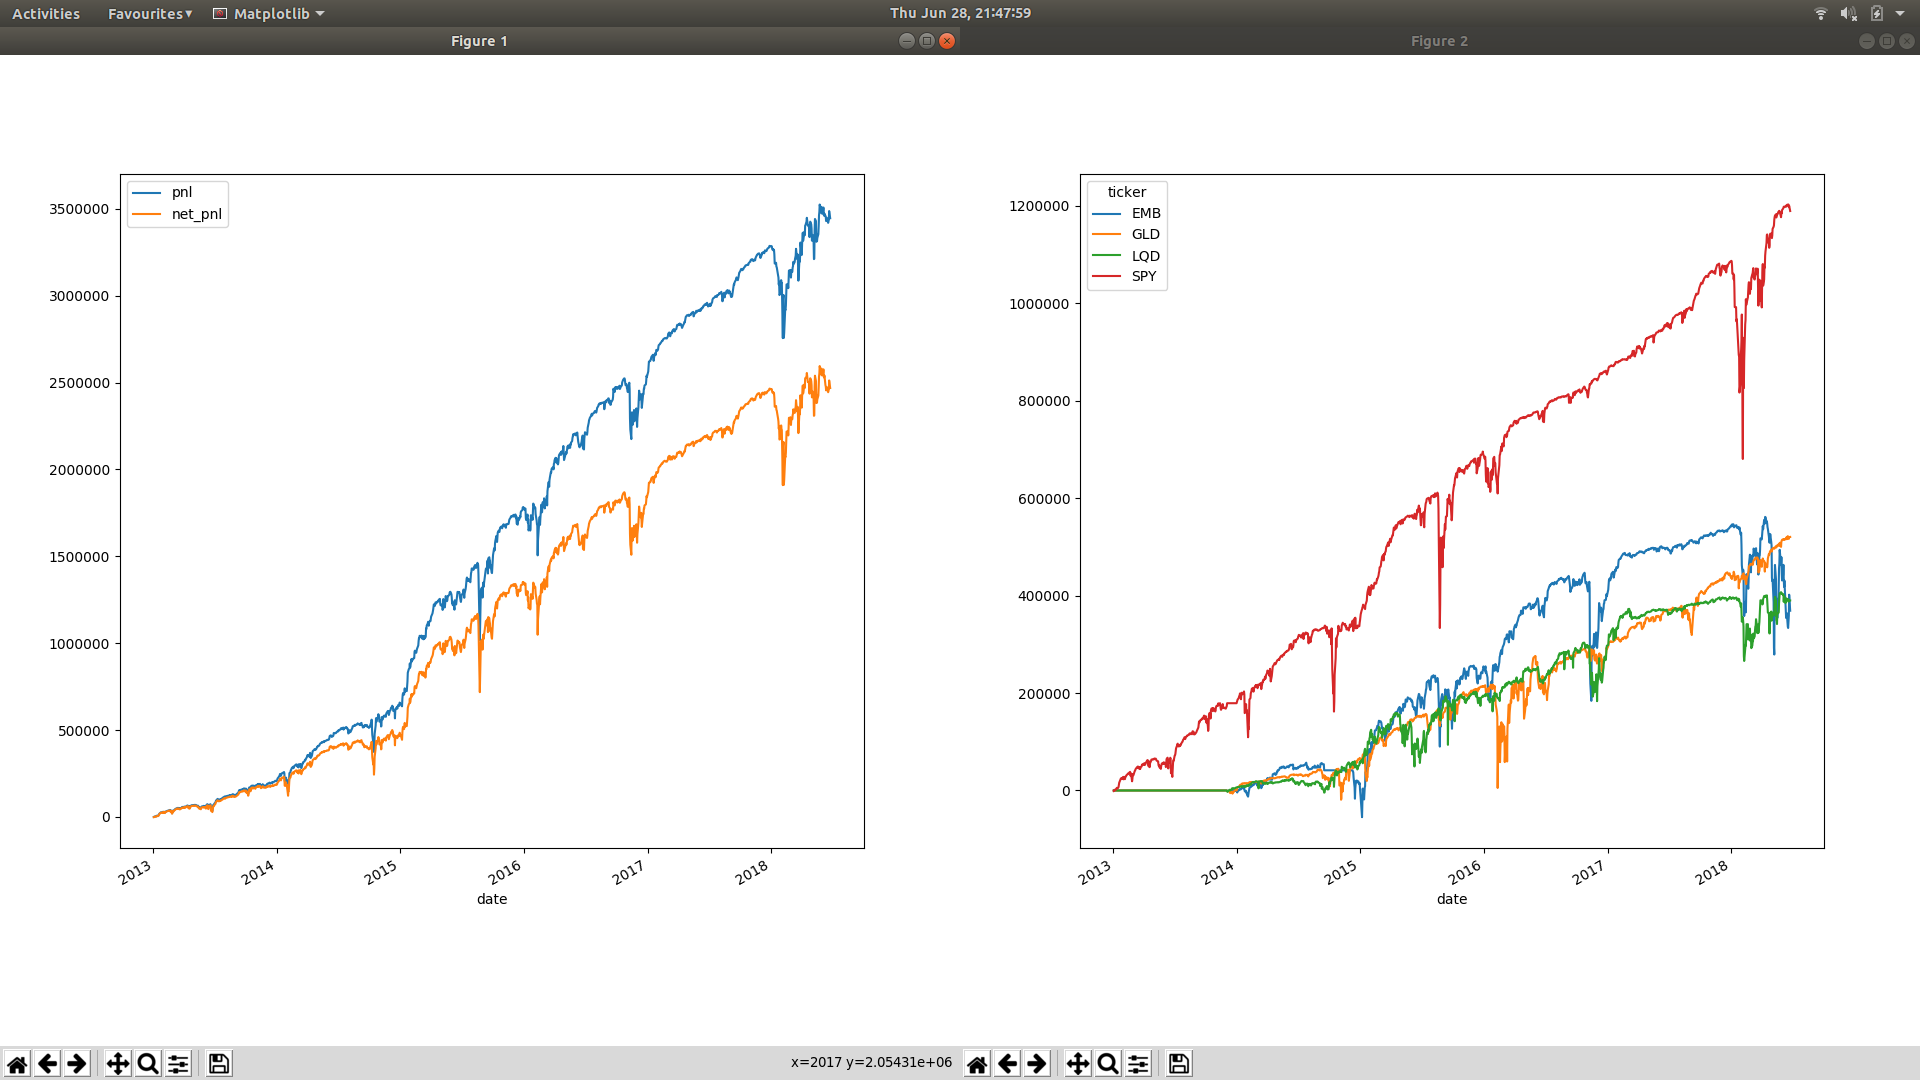 Activities Favourites▾ Matplotlib Thu Jun 28, 21:47:59
Figure 1
pnl
net_pnl
3500000
3000000
2500000
2000000
1500000
1000000
500000
0
2013 2014 2015 2016 2017 2018
date
x=2017 y=2.05431e+06
Figure 2
ticker
EMB
GLD
LQD
SPY
1200000
1000000
800000
600000
400000
200000
0
2013 2014 2015 2016 2017 2018
date